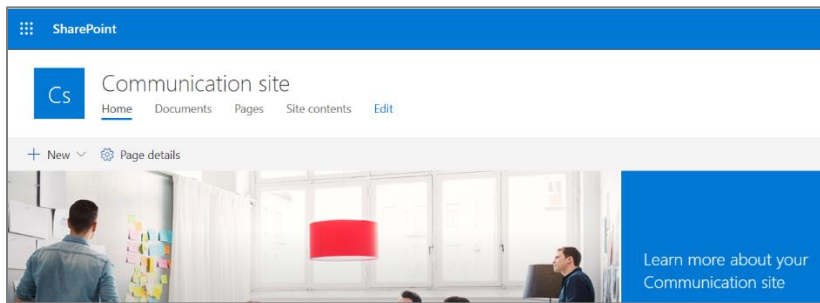 SharePoint
Cs
Communication site
Home Documents Pages Site contents Edit
+ New Page details
Learn more about your
Communication site